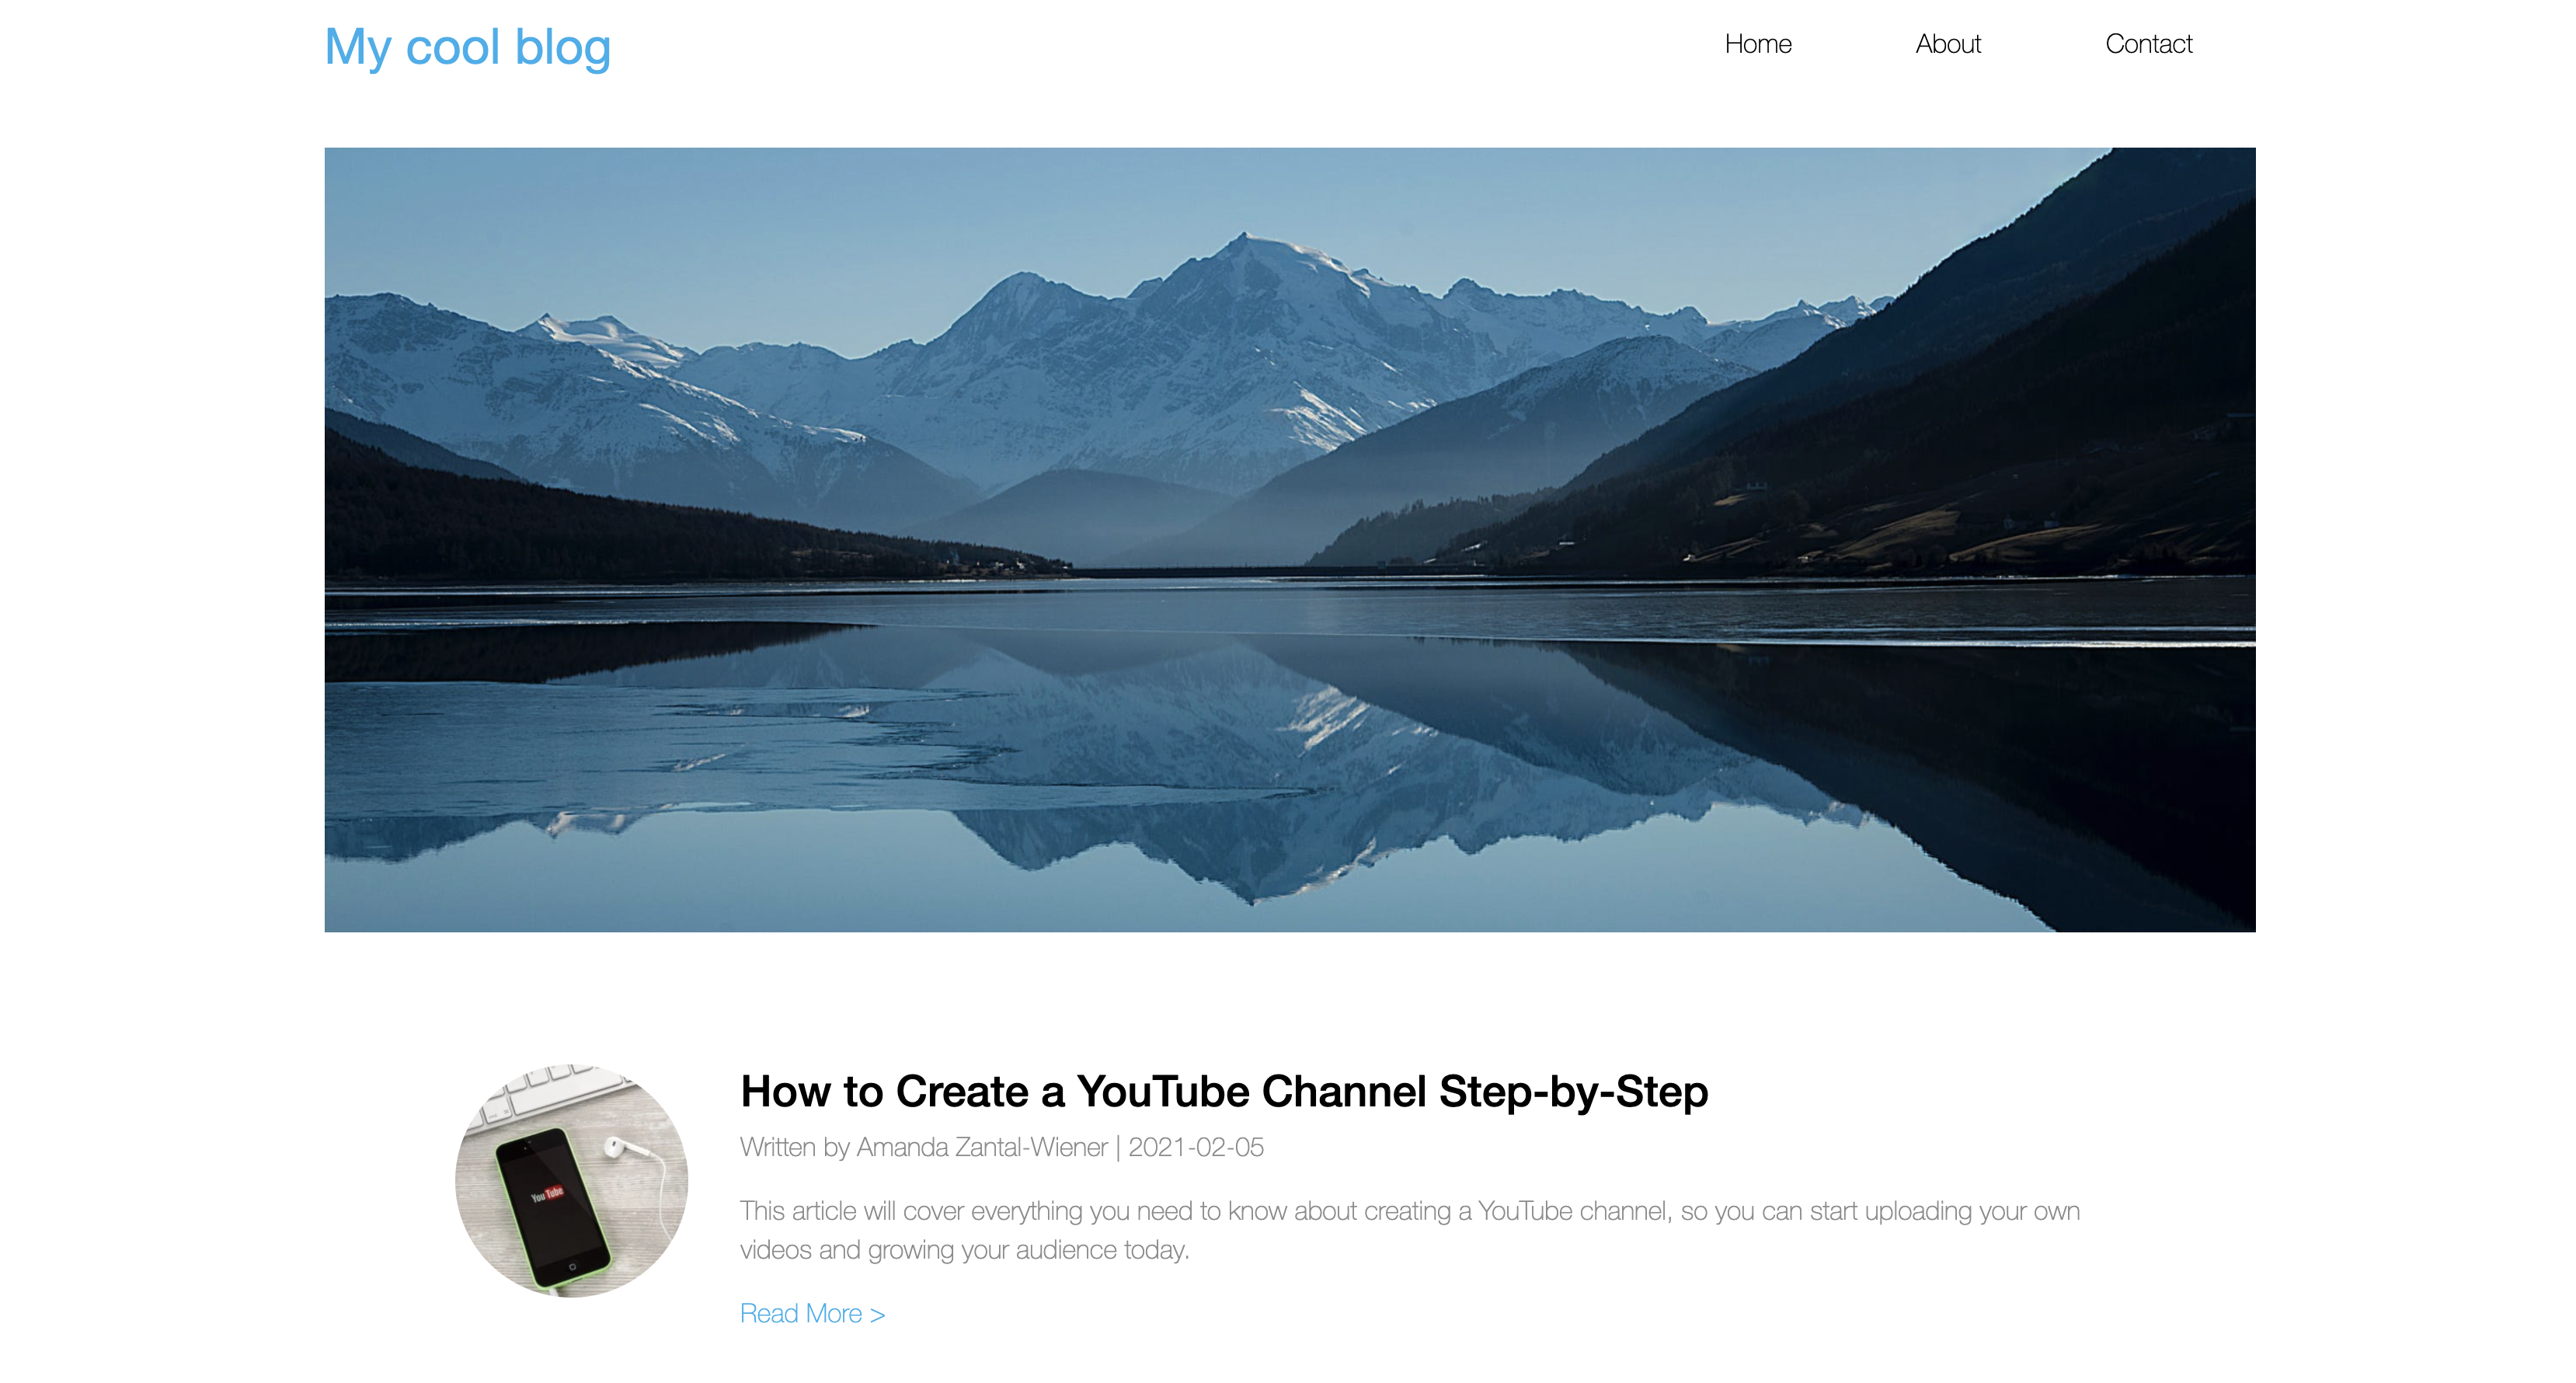 My cool blog
Home About Contact
How to Create a YouTube Channel Step-by-Step
Written by Amanda Zantal-Wiener | 2021-02-05
YouTube
This article will cover everything you need to know about creating a YouTube channel, so you can start uploading your own
videos and growing your audience today.
Read More >